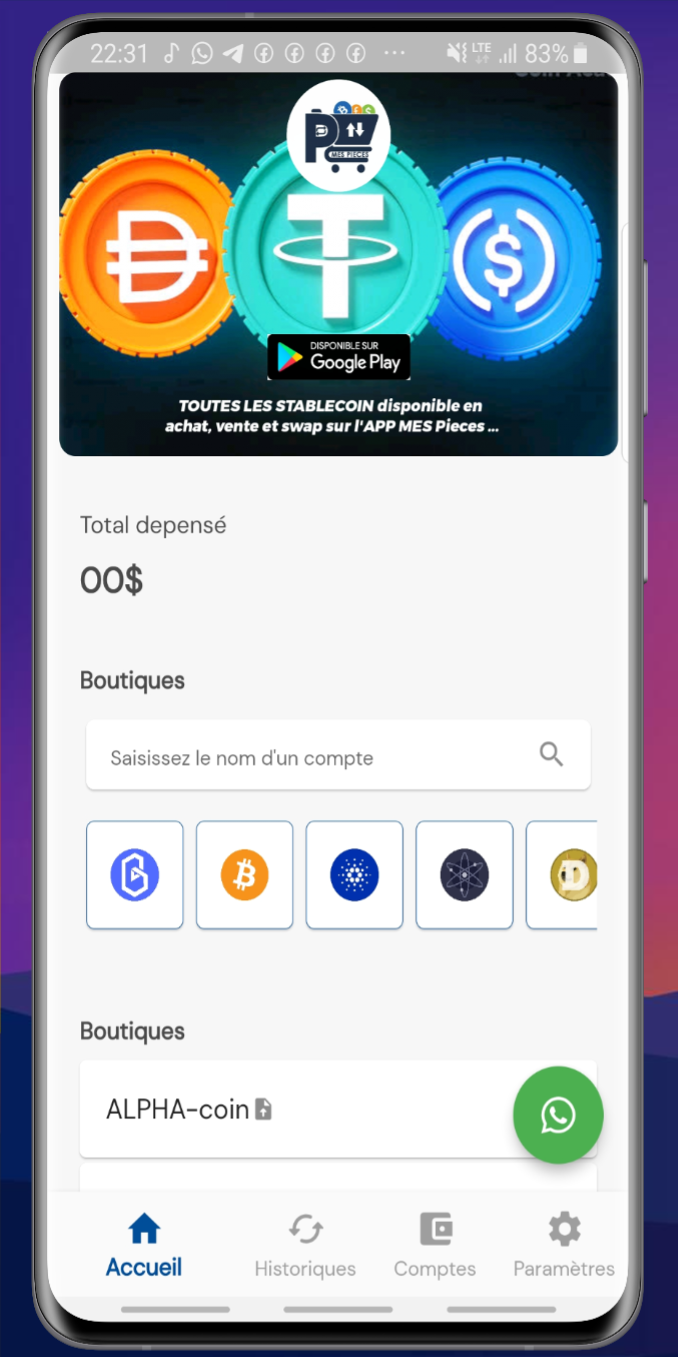 22:31
LTE
83%
MES PIECES
DISPONIBLE SUR
Google Play
TOUTES LES STABLECOIN disponible en
achat, vente et swap sur l'APP MES Pieces ...
Total depensé
00$
Boutiques
Saisissez le nom d'un compte
Boutiques
ALPHA-coin
Accueil
Historiques
Comptes
Paramètres